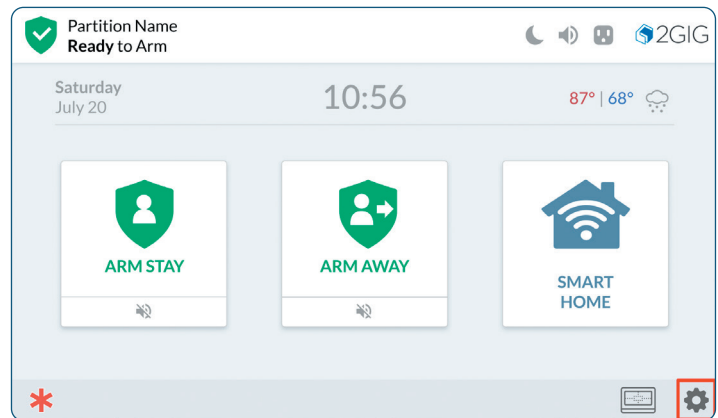 Partition Name
Ready to Arm
2GIG
Saturday
July 20
10:56
87° | 68°
ARM STAY
ARM AWAY
SMART
HOME